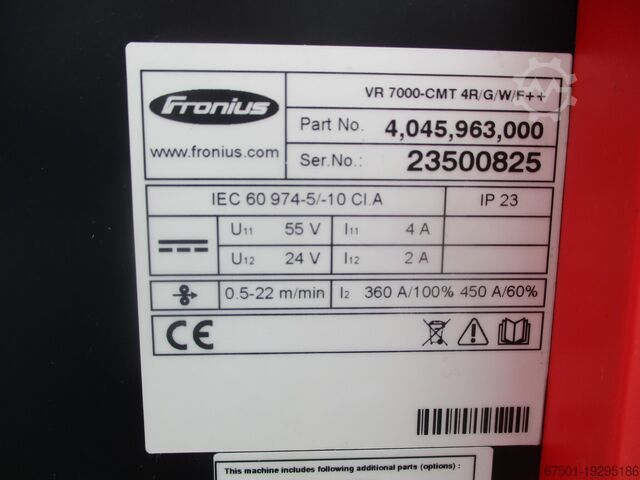 Fronius
www.fronius.com
VR 7000-CMT 4R/G/W/F++
Part No. 4,045,963,000
Ser.No.: 23500825
IEC 60 974-5/-10 Cl.A IP 23
U11 55 V I11 4 A
U12 24 V I12 2 A
0.5-22 m/min I2 360 A/100% 450 A/60%
CE
This machine includes following additional parts (options) :
67501-19295186